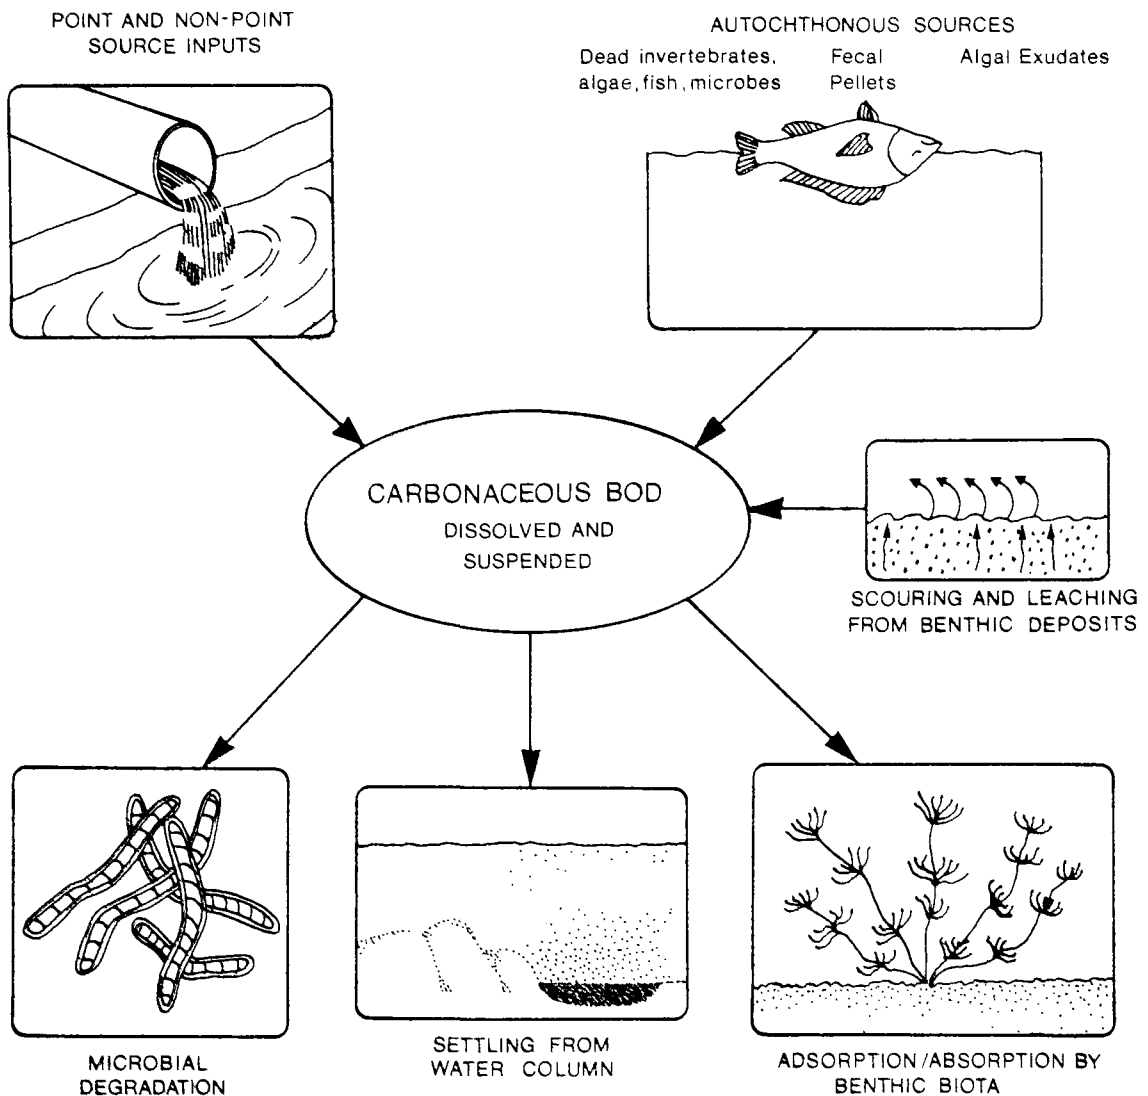 POINT AND NON-POINT
SOURCE INPUTS
AUTOCHTHONOUS SOURCES
Dead invertebrates,
algae, fish, microbes
Fecal
Pellets
Algal Exudates
CARBONACEOUS BOD
DISSOLVED AND
SUSPENDED
SCOURING AND LEACHING
FROM BENTHIC DEPOSITS
MICROBIAL
DEGRADATION
SETTLING FROM
WATER COLUMN
ADSORPTION/ABSORPTION BY
BENTHIC BIOTA